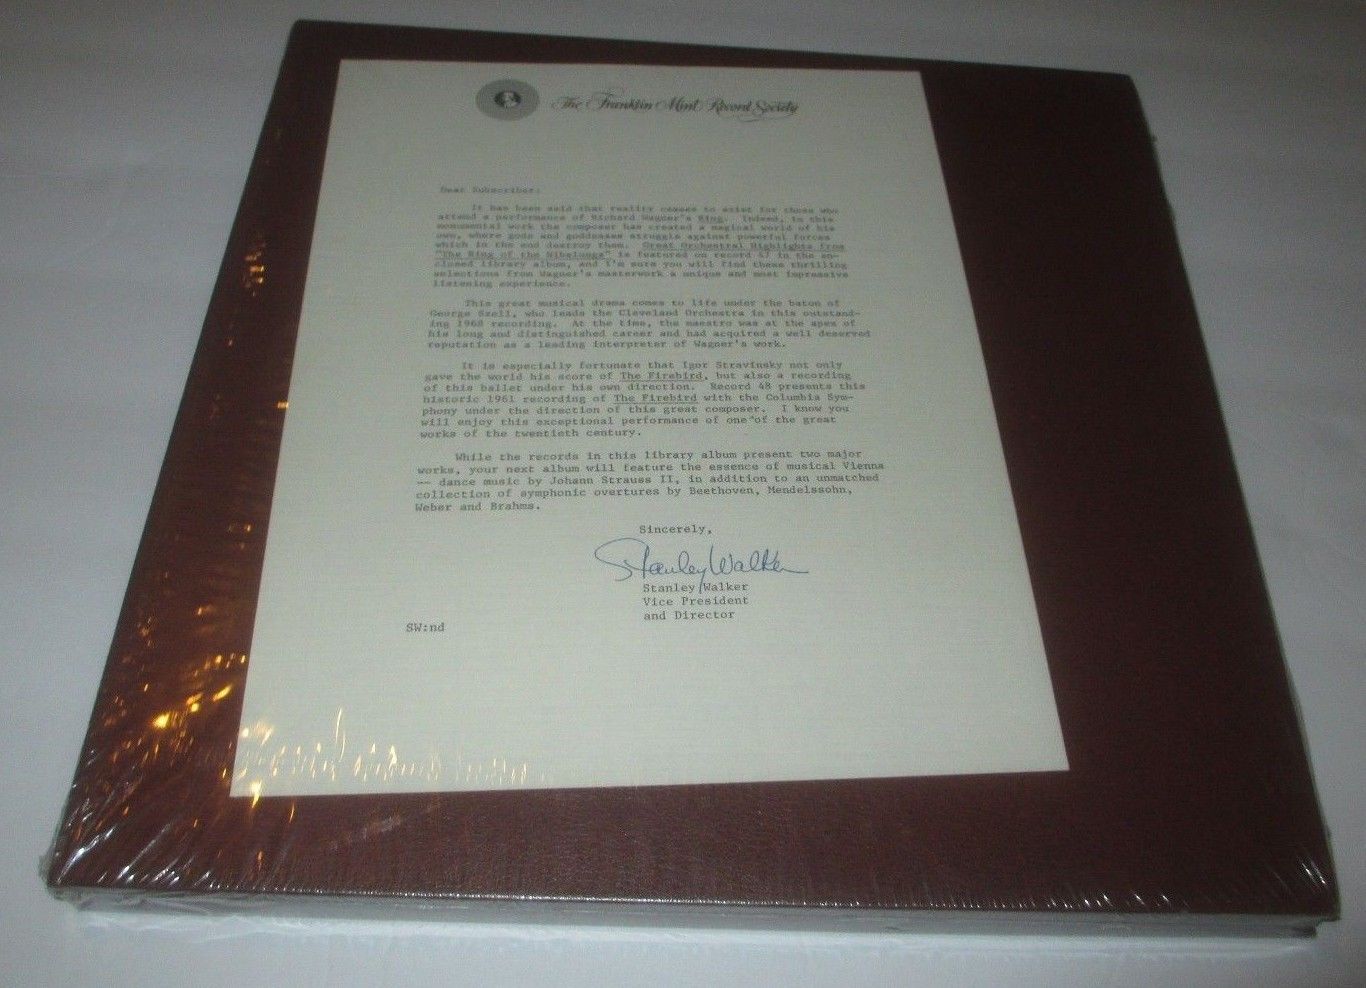 The Franklin Mint Record Society
Dear Subscriber:
It has been said that reality ceases to exist for those who
attend a performance of Richard Wagner's Ring. Indeed, in this
monumental work the composer has created a magical world of his
own, where gods and goddesses struggle against powerful forces
which in the end destroy them. Great Orchestral Highlights from
"The Ring of the Nibelungs" is featured on record 47 in the en-
closed library album, and I'm sure you will find these thrilling
selections from Wagner's masterwork a unique and most impressive
listening experience.
This great musical drama comes to life under the baton of
George Szell, who leads the Cleveland Orchestra in this outstand-
ing 1968 recording. At the time, the maestro was at the apex of
his long and distinguished career and had acquired a well deserved
reputation as a leading interpreter of Wagner's work.
It is especially fortunate that Igor Stravinsky not only
gave the world his score of The Firebird, but also a recording
of this ballet under his own direction. Record 48 presents this
historic 1961 recording of The Firebird with the Columbia Sym-
phony under the direction of this great composer. I know you
will enjoy this exceptional performance of one of the great
works of the twentieth century.
While the records in this library album present two major
works, your next album will feature the essence of musical Vienna
-- dance music by Johann Strauss II, in addition to an unmatched
collection of symphonic overtures by Beethoven, Mendelssohn,
Weber and Brahms.
Sincerely,
Stanley Walker
Stanley Walker
Vice President
and Director
SW:nd